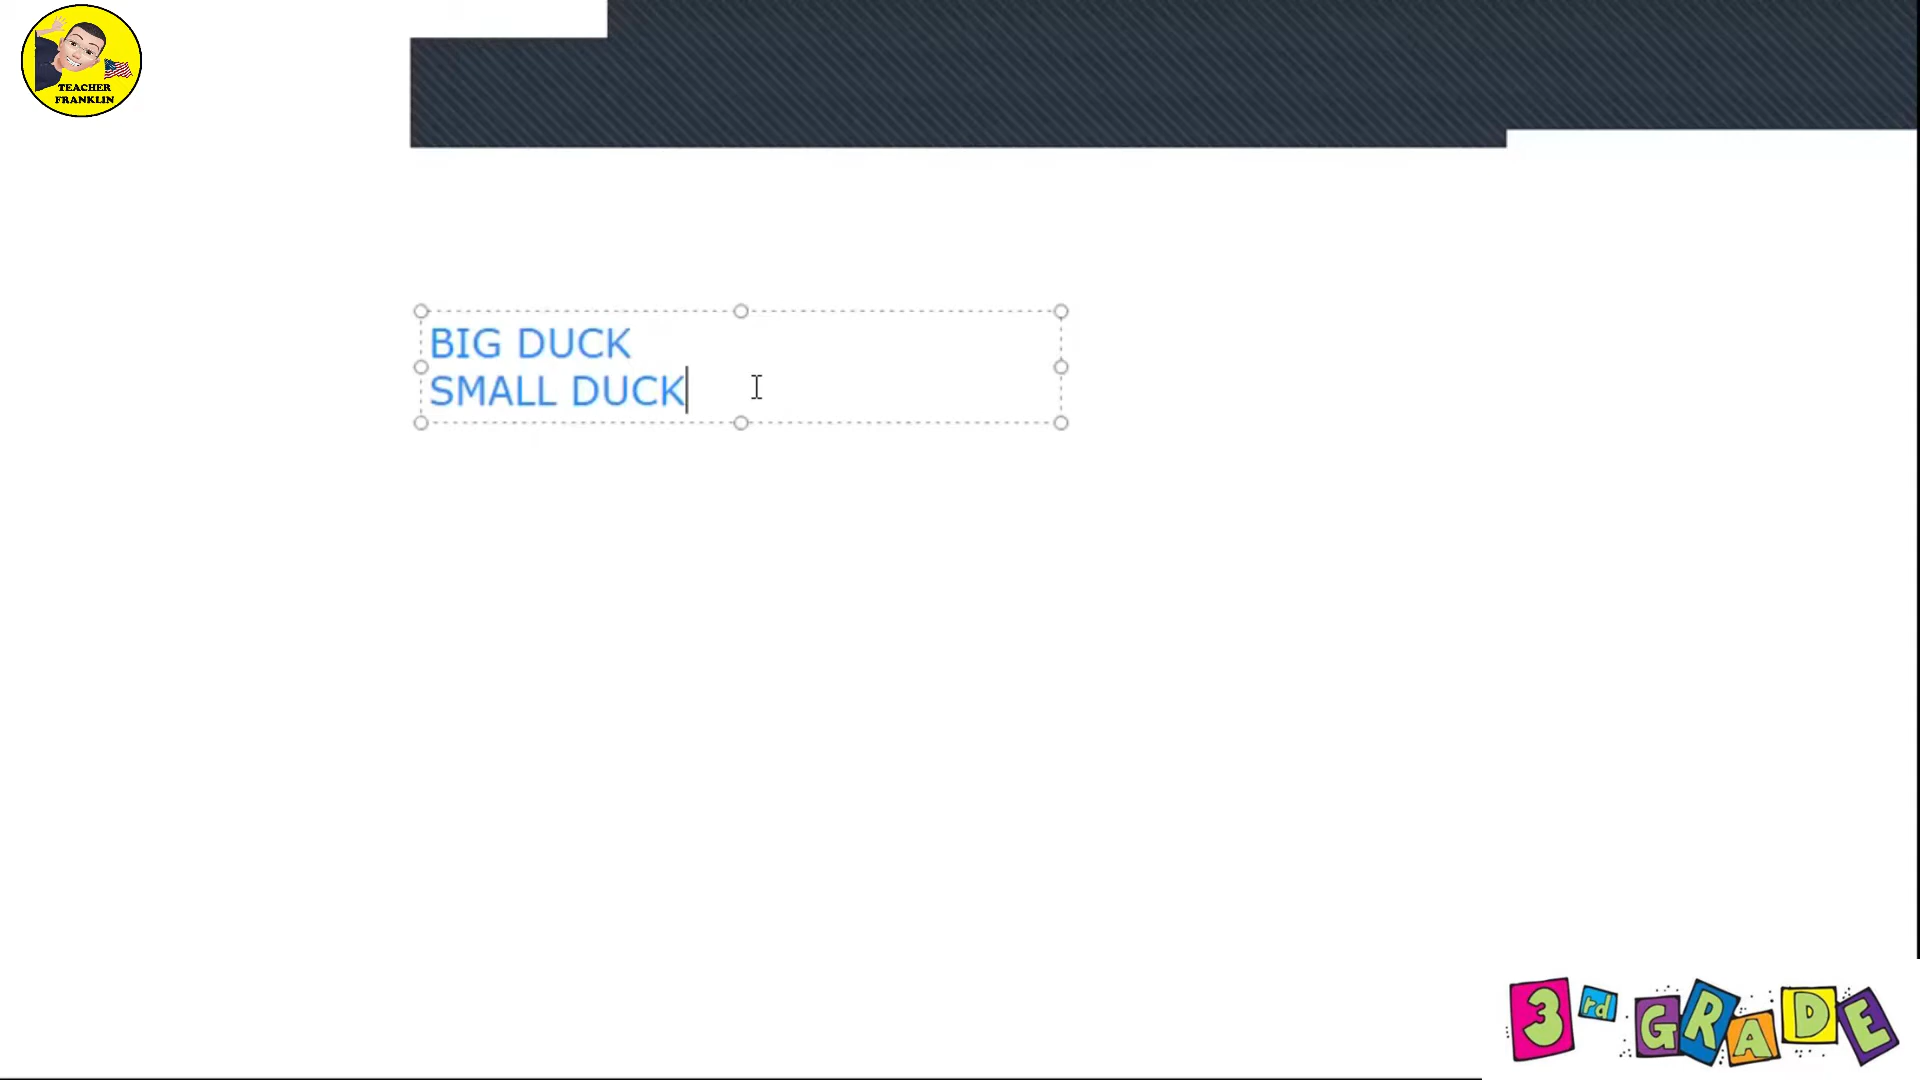 TEACHER
FRANKLIN
BIG DUCK
SMALL DUCK
3rd GRADE